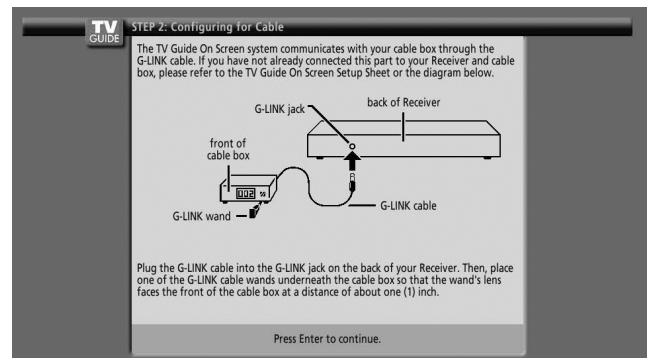 TV
GUIDE
STEP 2: Configuring for Cable
The TV Guide On Screen system communicates with your cable box through the
G-LINK cable. If you have not already connected this part to your Receiver and cable
box, please refer to the TV Guide On Screen Setup Sheet or the diagram below.
G-LINK jack
back of Receiver
front of
cable box
002
G-LINK wand
G-LINK cable
Plug the G-LINK cable into the G-LINK jack on the back of your Receiver. Then, place
one of the G-LINK cable wands underneath the cable box so that the wand's lens
faces the front of the cable box at a distance of about one (1) inch.
Press Enter to continue.